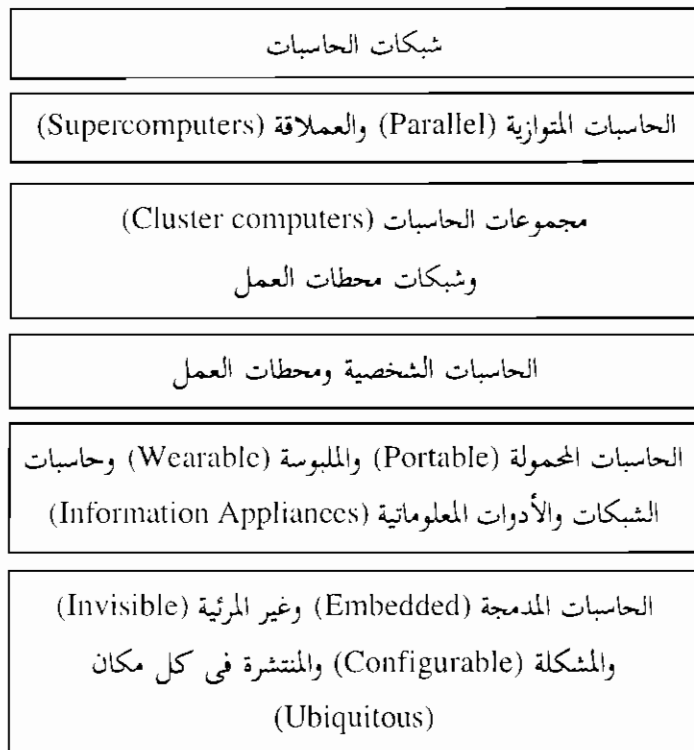 شبكات الحاسبات
الحاسبات المتوازية (Parallel) والعملاقة (Supercomputers)
مجموعات الحاسبات (Cluster computers)
وشبكات محطات العمل
الحاسبات الشخصية ومحطات العمل
الحاسبات المحمولة (Portable) والملبوسة (Wearable) وحاسبات
الشبكات والأدوات المعلوماتية (Information Appliances)
الحاسبات المدمجة (Embedded) وغير المرئية (Invisible)
والمشكلة (Configurable) والمنتشرة فى كل مكان
(Ubiquitous)